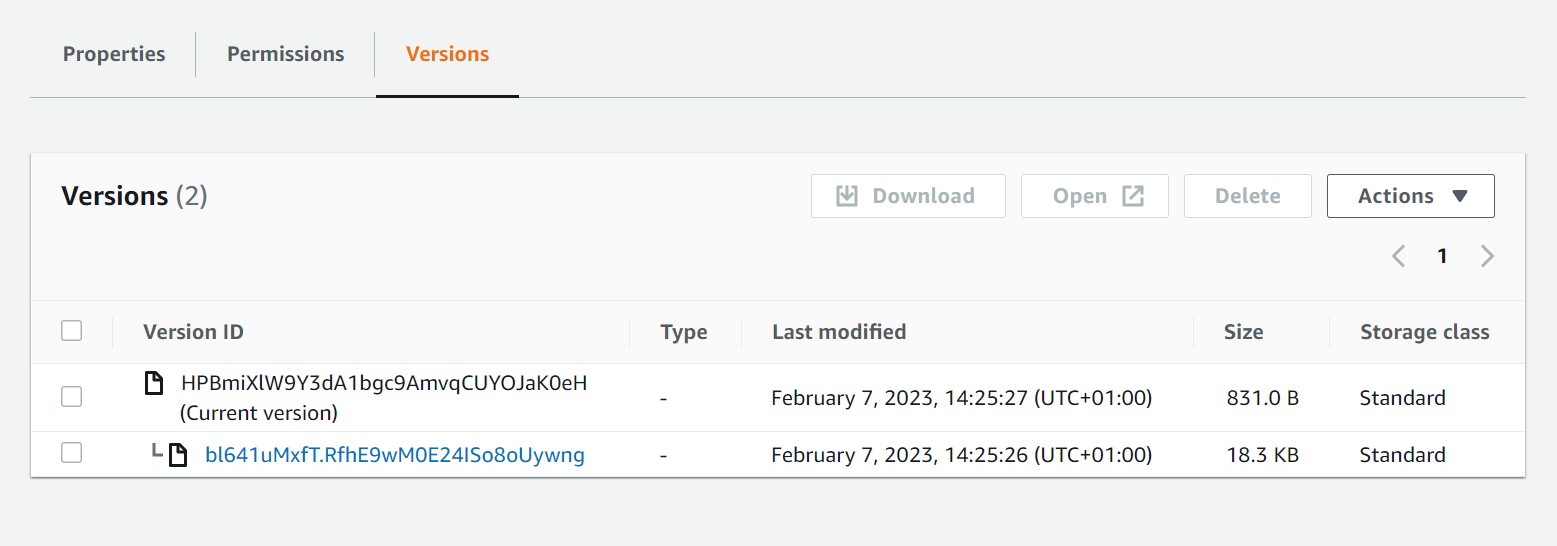 Properties
Permissions
Versions
Versions (2)
Download
Open
Delete
Actions
1
Version ID
Type
Last modified
Size
Storage class
HPBmiXlW9Y3dA1bgc9AmvqCUYOJaK0eH
(Current version)
-
February 7, 2023, 14:25:27 (UTC+01:00)
831.0 B
Standard
bl641uMxfT.RfhE9wM0E24ISo8oUywng
-
February 7, 2023, 14:25:26 (UTC+01:00)
18.3 KB
Standard